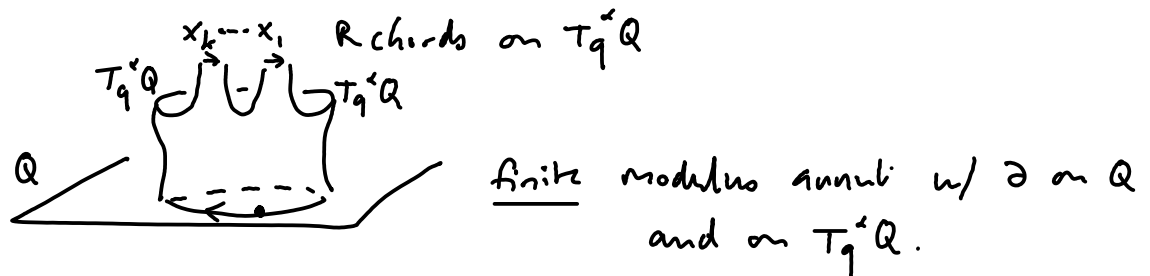 x_k ... x_1 R chords on T_q^*Q
T_q^*Q T_q^*Q
Q finite modulus annuli w/ ∂ on Q
and on T_q^*Q.